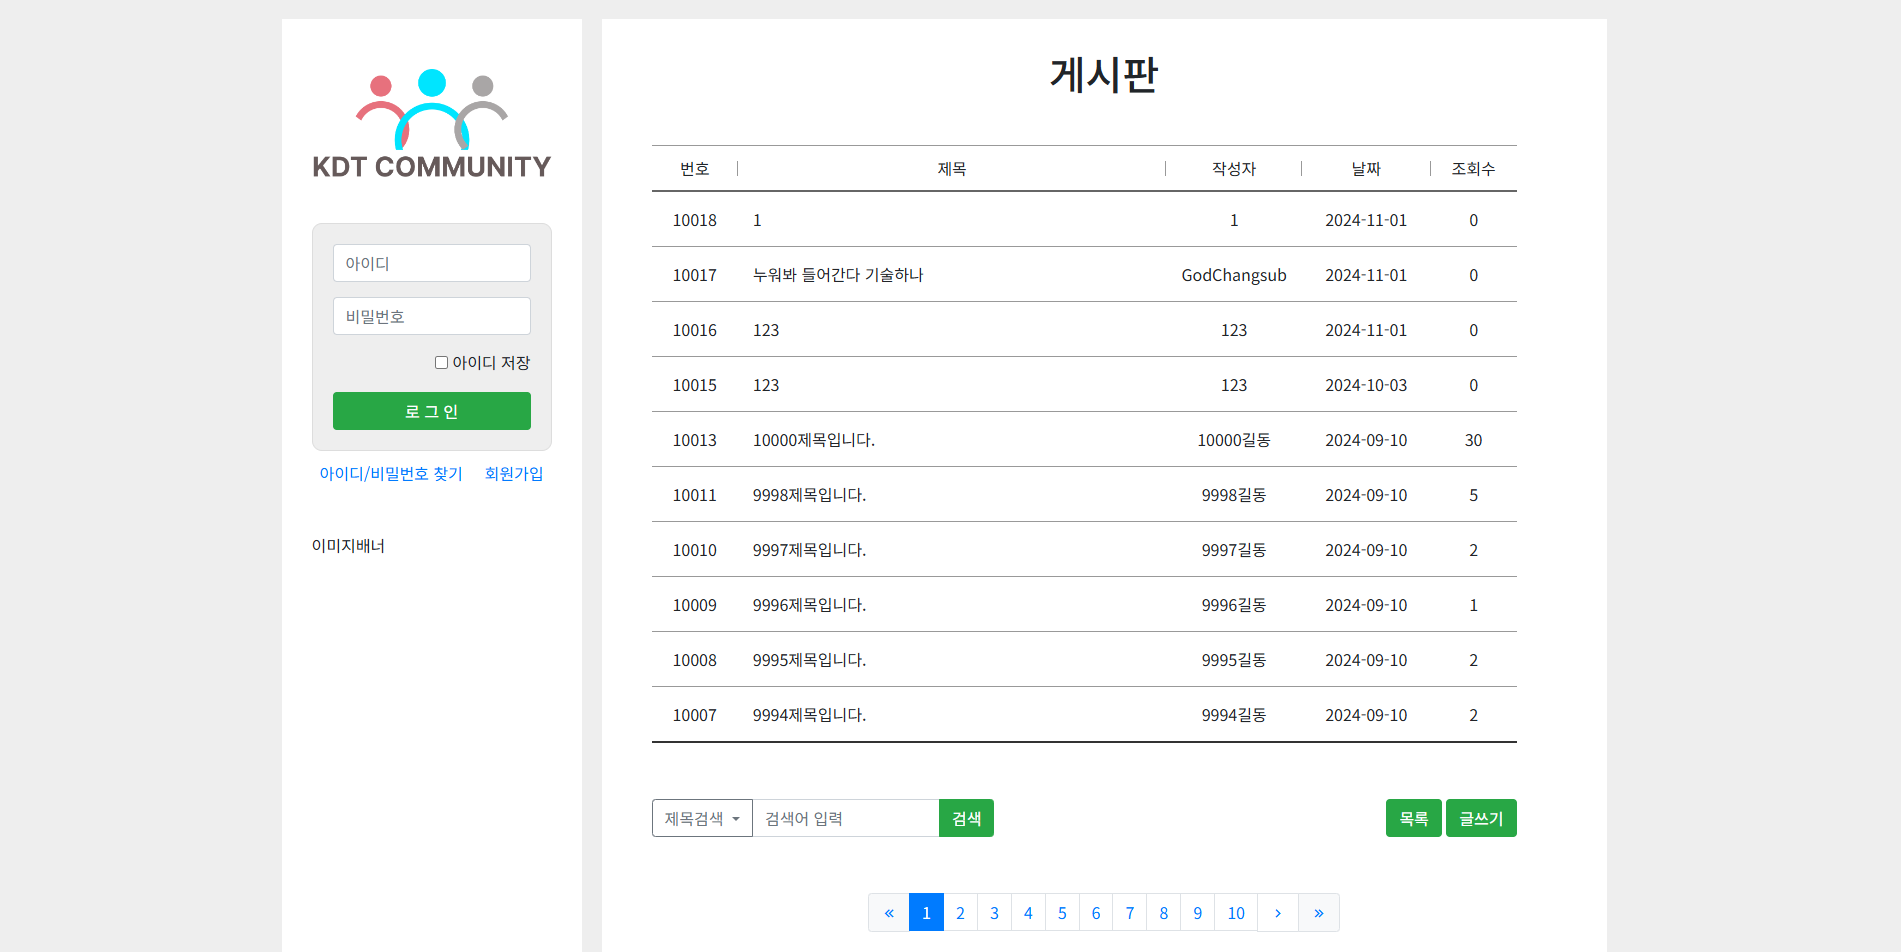 KDT COMMUNITY
아이디
비밀번호
아이디 저장
로 그 인
아이디/비밀번호 찾기 회원가입
이미지배너
게시판
번호 제목 작성자 날짜 조회수
10018 1 1 2024-11-01 0
10017 누워봐 들어간다 기술하나 GodChangsub 2024-11-01 0
10016 123 123 2024-11-01 0
10015 123 123 2024-10-03 0
10013 10000제목입니다. 10000길동 2024-09-10 30
10011 9998제목입니다. 9998길동 2024-09-10 5
10010 9997제목입니다. 9997길동 2024-09-10 2
10009 9996제목입니다. 9996길동 2024-09-10 1
10008 9995제목입니다. 9995길동 2024-09-10 2
10007 9994제목입니다. 9994길동 2024-09-10 2
제목검색 검색어 입력 검색 목록 글쓰기
« 1 2 3 4 5 6 7 8 9 10 › »